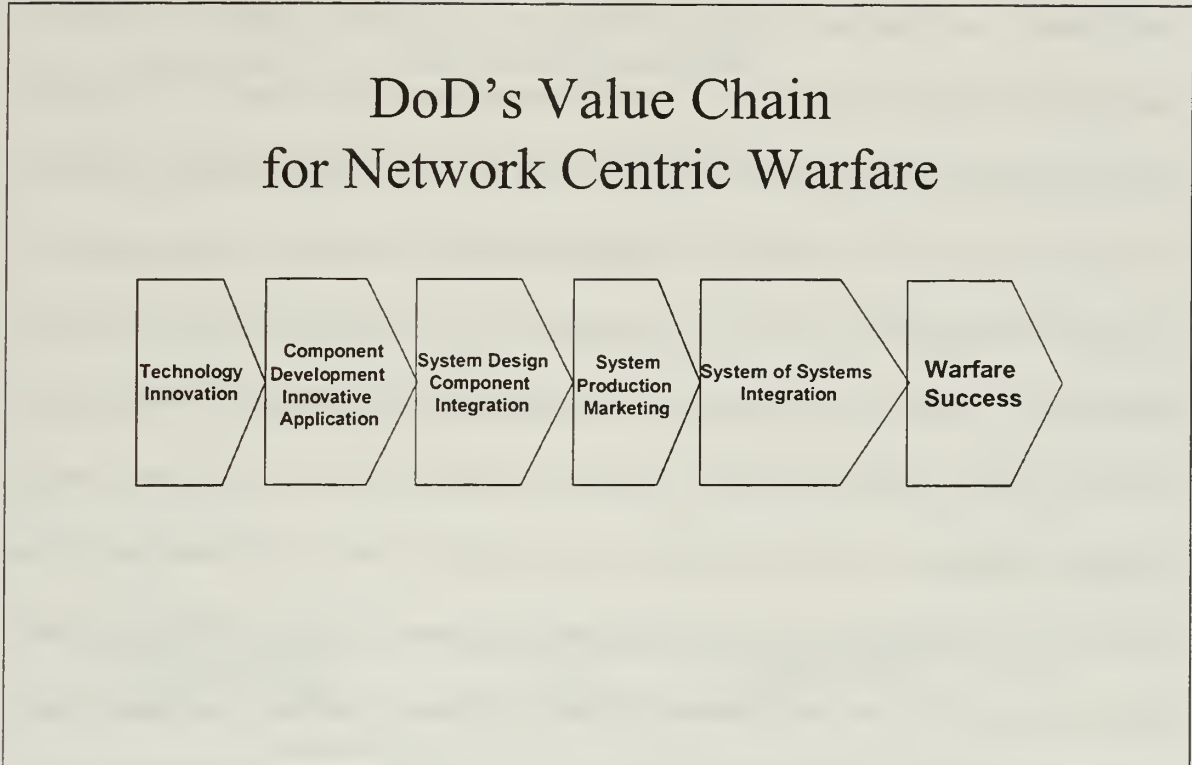 DoD's Value Chain
for Network Centric Warfare
Technology
Innovation
Component
Development
Innovative
Application
System Design
Component
Integration
System
Production
Marketing
System of Systems
Integration
Warfare
Success